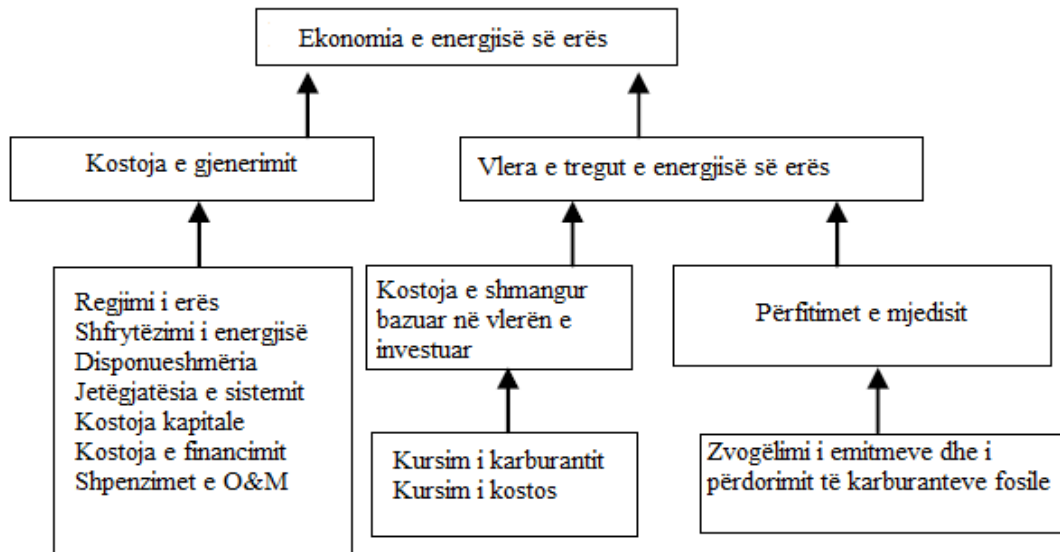 Ekonomia e energjisë së erës
Kostoja e gjenerimit
Vlera e tregut e energjisë së erës
Regjimi i erës
Shfrytëzimi i energjisë
Disponueshmëria
Jetëgjatësia e sistemit
Kostoja kapitale
Kostoja e financimit
Shpenzimet e O&M
Kostoja e shmangur
bazuar në vlerën e
investuar
Përfitimet e mjedisit
Kursim i karburantit
Kursim i kostos
Zvogëlimi i emitmeve dhe i
përdorimit të karburanteve fosile